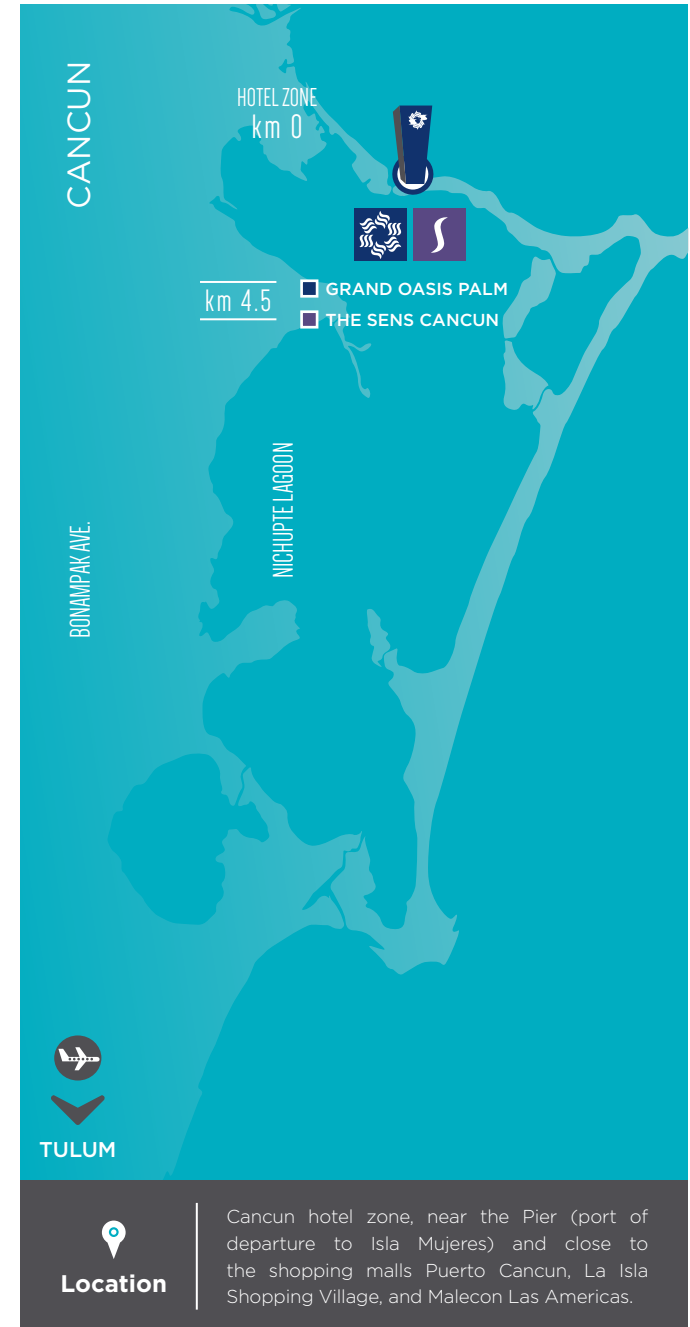 CANCUN
HOTEL ZONE
km 0
km 4.5
GRAND OASIS PALM
THE SENS CANCUN
NICHUPTE LAGOON
BONAMPAK AVE.
TULUM
Location
Cancun hotel zone, near the Pier (port of
departure to Isla Mujeres) and close to
the shopping malls Puerto Cancun, La Isla
Shopping Village, and Malecon Las Americas.